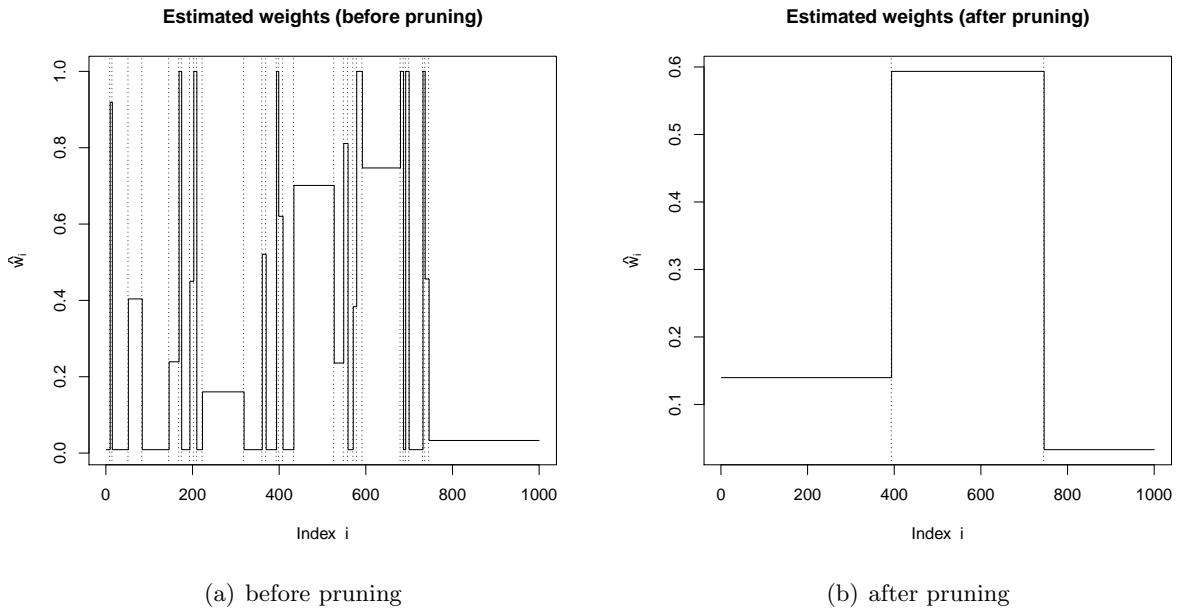 Estimated weights (before pruning)
1.0
0.8
0.6
0.4
0.2
0.0
ŵi
0 200 400 600 800 1000
Index i
(a) before pruning
Estimated weights (after pruning)
0.6
0.5
0.4
0.3
0.2
0.1
ŵi
0 200 400 600 800 1000
Index i
(b) after pruning